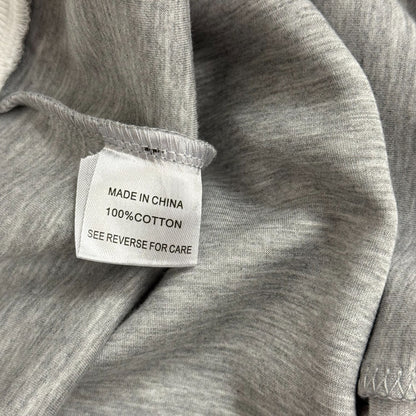 MADE IN CHINA
100%COTTON
SEE REVERSE FOR CARE